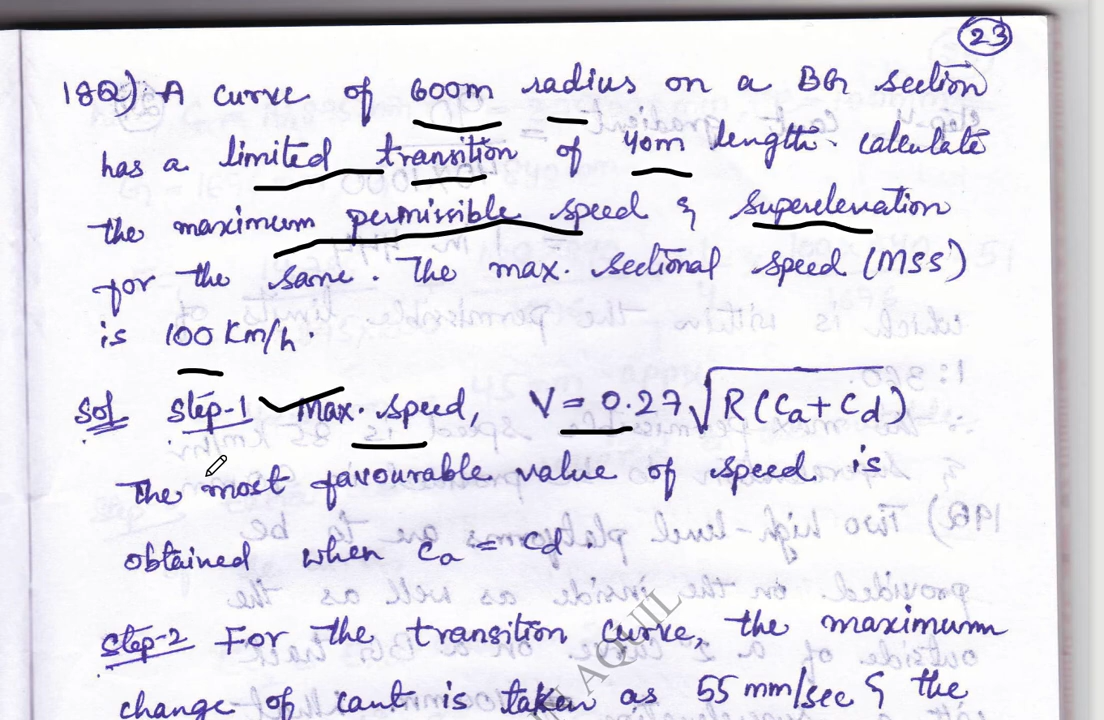 23
18Q) A curve of 600m radius on a BG section
has a limited transition of 40m length. calculate
the maximum permissible speed & superelevation
for the same. The max. sectional speed (MSS)
is 100 Km/h.
Sol Step-1 Max. speed, V = 0.27√R(Ca+Cd)
The most favourable value of speed is
obtained when Ca = Cd
Step-2 For the transition curve, the maximum
change of cant is taken as 55 mm/sec & the
AQUIL